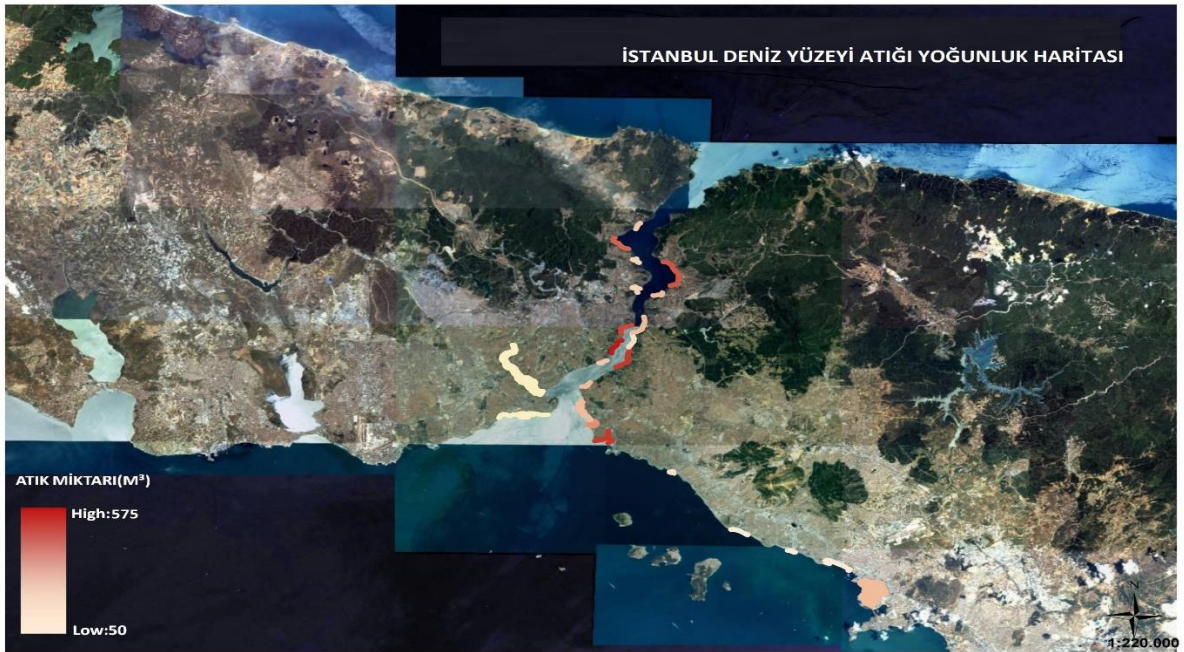 İSTANBUL DENİZ YÜZEYİ ATIĞI YOĞUNLUK HARİTASI
ATIK MİKTARI(M³)
High:575
Low:50
N
1:220.000